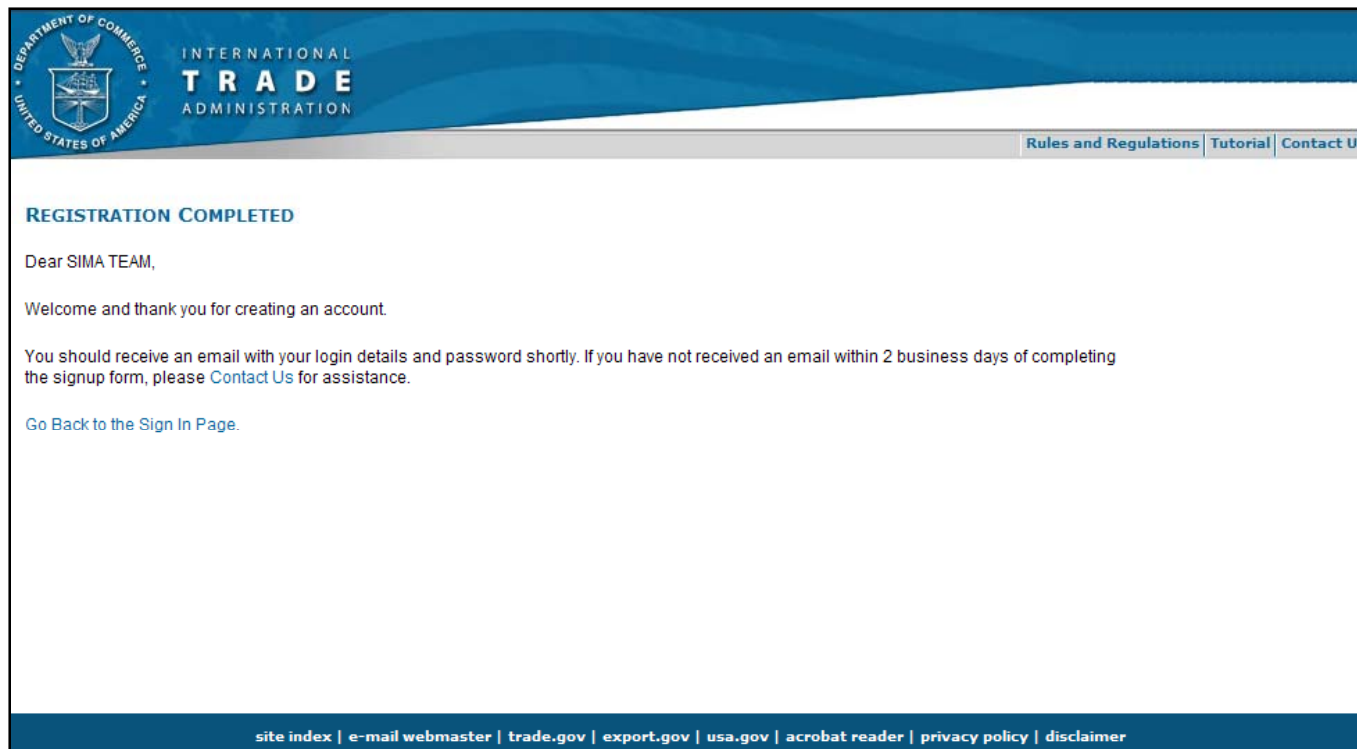 DEPARTMENT OF COMMERCE
UNITED STATES OF AMERICA
INTERNATIONAL
TRADE
ADMINISTRATION
Rules and Regulations | Tutorial | Contact U
REGISTRATION COMPLETED
Dear SIMA TEAM,
Welcome and thank you for creating an account.
You should receive an email with your login details and password shortly. If you have not received an email within 2 business days of completing
the signup form, please Contact Us for assistance.
Go Back to the Sign In Page.
site index | e-mail webmaster | trade.gov | export.gov | usa.gov | acrobat reader | privacy policy | disclaimer